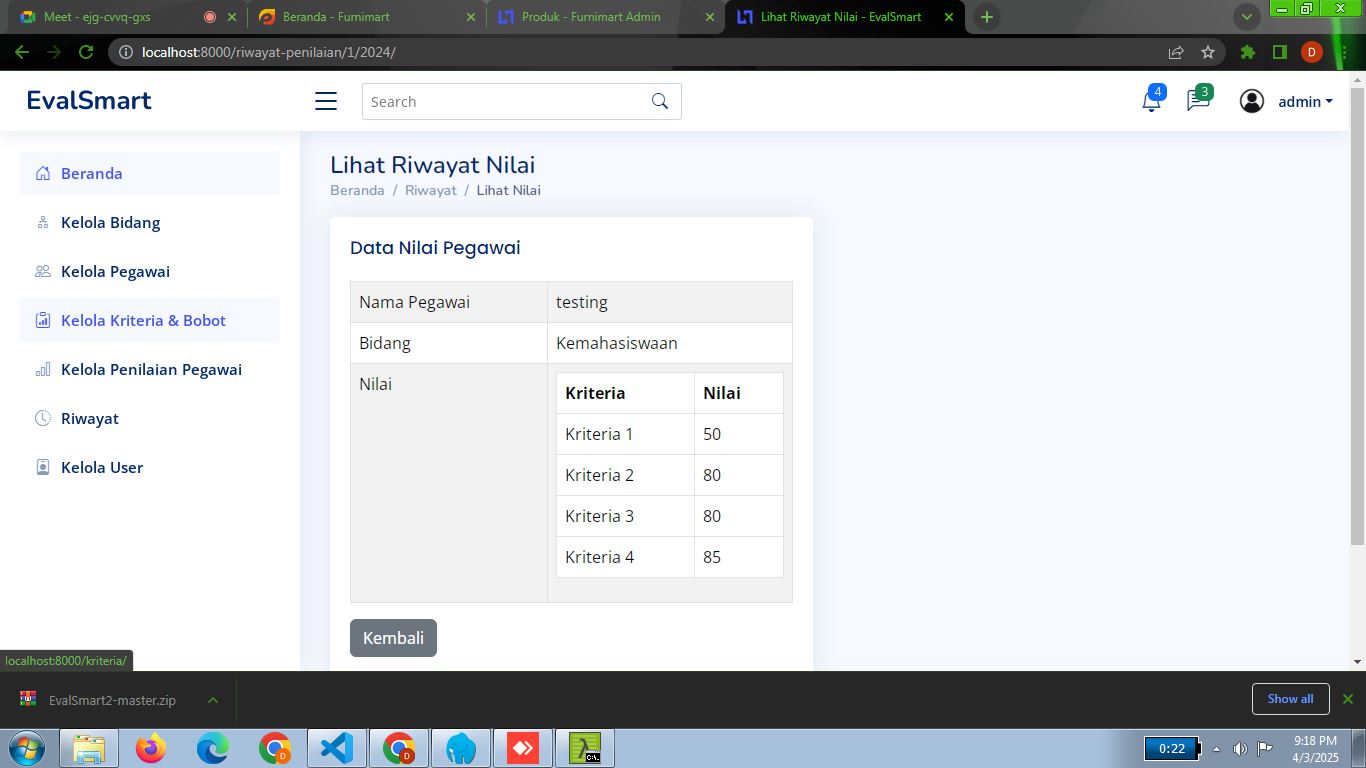 Meet - ejg-cvvq-gxs
Beranda - Furnimart
Produk - Furnimart Admin
Lihat Riwayat Nilai - EvalSmart
localhost:8000/riwayat-penilaian/1/2024/
D
EvalSmart
Search
4
3
admin
Beranda
Kelola Bidang
Kelola Pegawai
Kelola Kriteria & Bobot
Kelola Penilaian Pegawai
Riwayat
Kelola User
Lihat Riwayat Nilai
Beranda / Riwayat / Lihat Nilai
Data Nilai Pegawai
Nama Pegawai testing
Bidang Kemahasiswaan
Nilai
Kriteria Nilai
Kriteria 1 50
Kriteria 2 80
Kriteria 3 80
Kriteria 4 85
Kembali
localhost:8000/kriteria/
EvalSmart2-master.zip
Show all
D
D
C:\.
0:22
9:18 PM
4/3/2025